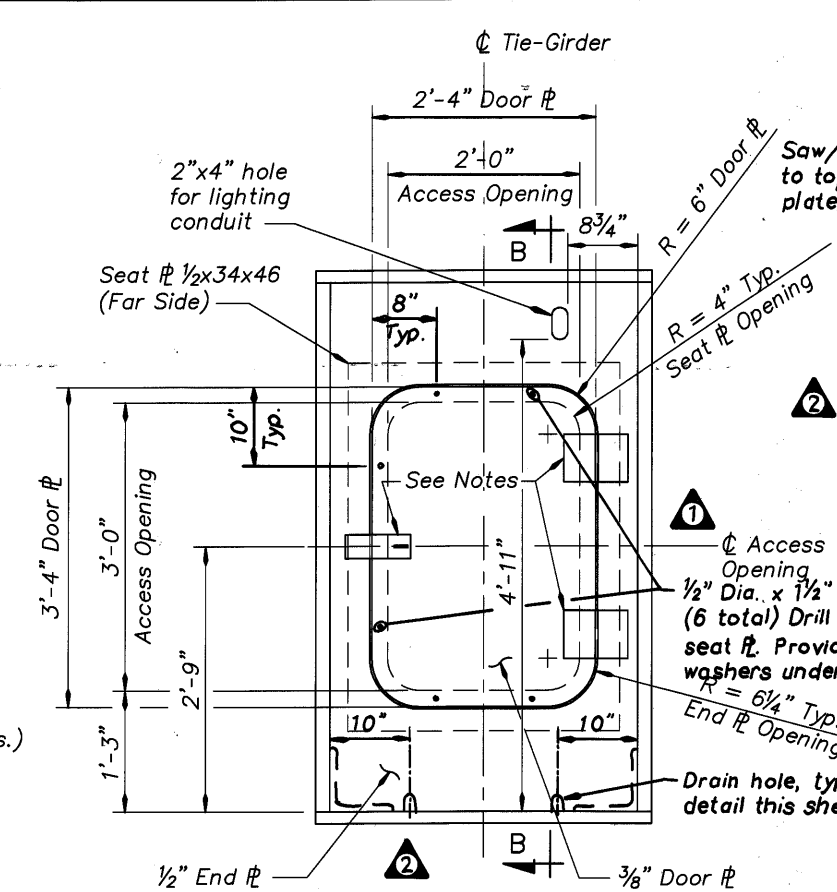 ℄ Tie-Girder
2'-4" Door ℄
2'-0"
Access Opening
2"x4" hole
for lighting
conduit
B
8¾"
R = 6" Door ℄
Saw/
to to
plate
Seat ℄ ½x34x46
(Far Side)
8"
Typ.
R = 4" Typ.
Seat ℄ Opening
2
10"
Typ.
See Notes
1
3'-4" Door ℄
3'-0"
Access Opening
4'-11"
℄ Access
Opening
½" Dia. x 1½"
(6 total) Drill
seat ℄. Provid
washers under
2'-9"
R = 6¼" Typ.
End ℄ Opening
s.)
1'-3"
10"
10"
Drain hole, typ
detail this she
½" End ℄
2
B
⅜" Door ℄